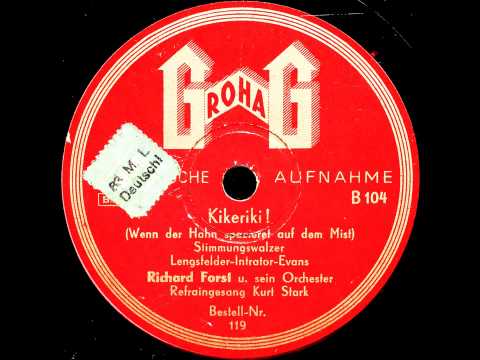 GROHAG
CHE AUFNAHME
M L
Deutschl
B 104
Kikeriki!
(Wenn der Hahn spaziert auf dem Mist)
Stimmungswalzer
Lengsfelder-Intrator-Evans
Richard Forst u. sein Orchester
Refraingesang Kurt Stark
Bestell-Nr.
119